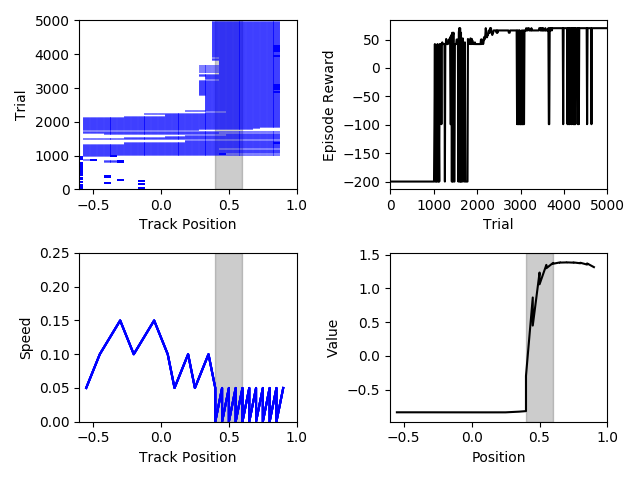 5000
4000
3000
2000
1000
0
−0.5 0.0 0.5 1.0
Trial
Track Position
50
0
−50
−100
−150
−200
0 1000 2000 3000 4000 5000
Episode Reward
Trial
0.25
0.20
0.15
0.10
0.05
0.00
−0.5 0.0 0.5 1.0
Speed
Track Position
1.5
1.0
0.5
0.0
−0.5
−0.5 0.0 0.5 1.0
Value
Position